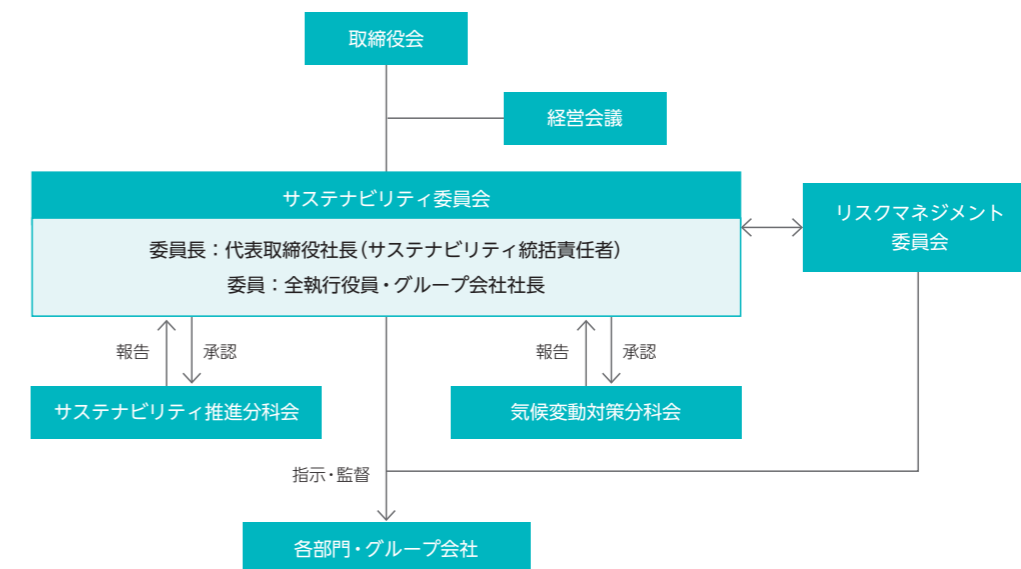 取締役会
経営会議
サステナビリティ委員会
委員長：代表取締役社長（サステナビリティ統括責任者）
委員：全執行役員・グループ会社社長
リスクマネジメント
委員会
報告
承認
報告
承認
サステナビリティ推進分科会
気候変動対策分科会
指示・監督
各部門・グループ会社